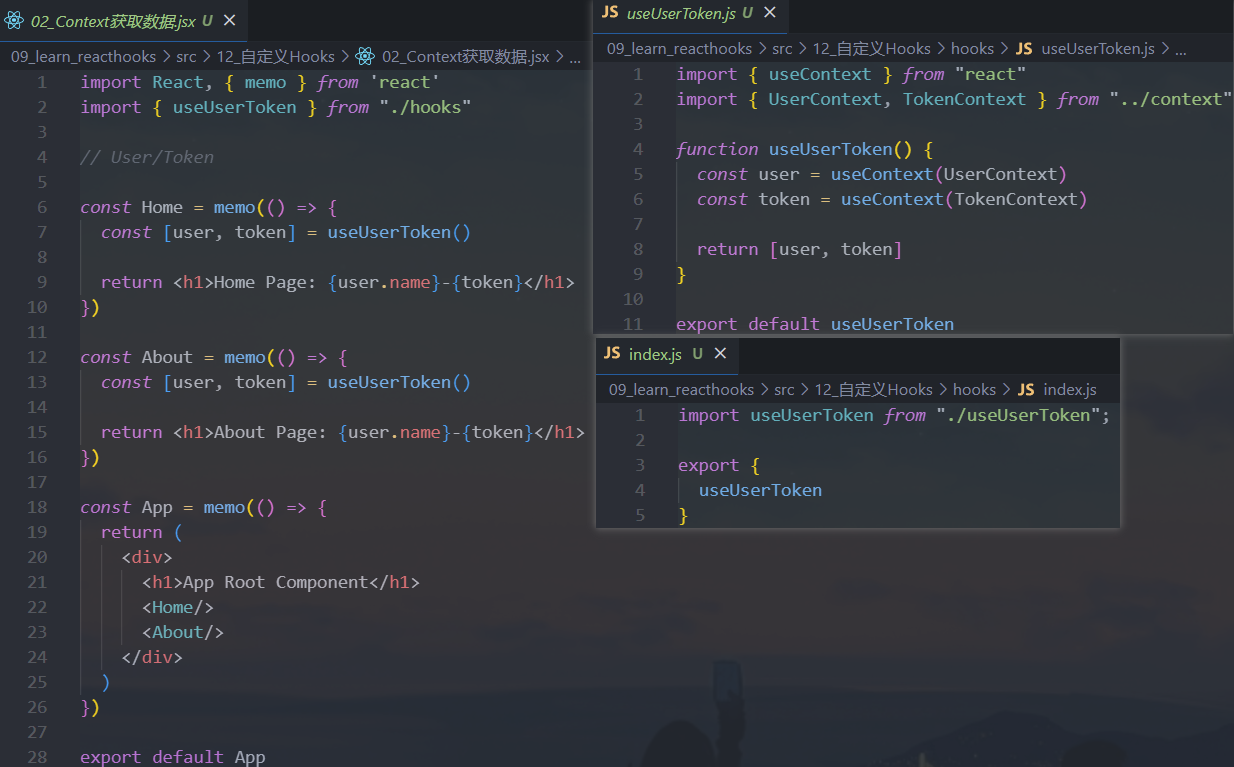 02_Context获取数据.jsx U
09_learn_reacthooks > src > 12_自定义Hooks > 02_Context获取数据.jsx > ...
1 import React, { memo } from 'react'
2 import { useUserToken } from "./hooks"
3
4 // User/Token
5
6 const Home = memo(() => {
7 const [user, token] = useUserToken()
8
9 return <h1>Home Page: {user.name}-{token}</h1>
10 })
11
12 const About = memo(() => {
13 const [user, token] = useUserToken()
14
15 return <h1>About Page: {user.name}-{token}</h1>
16 })
17
18 const App = memo(() => {
19 return (
20 <div>
21 <h1>App Root Component</h1>
22 <Home/>
23 <About/>
24 </div>
25 )
26 })
27
28 export default App
JS useUserToken.js U
09_learn_reacthooks > src > 12_自定义Hooks > hooks > JS useUserToken.js > ...
1 import { useContext } from "react"
2 import { UserContext, TokenContext } from "../context"
3
4 function useUserToken() {
5 const user = useContext(UserContext)
6 const token = useContext(TokenContext)
7
8 return [user, token]
9 }
10
11 export default useUserToken
JS index.js U
09_learn_reacthooks > src > 12_自定义Hooks > hooks > JS index.js
1 import useUserToken from "./useUserToken";
2
3 export {
4 useUserToken
5 }